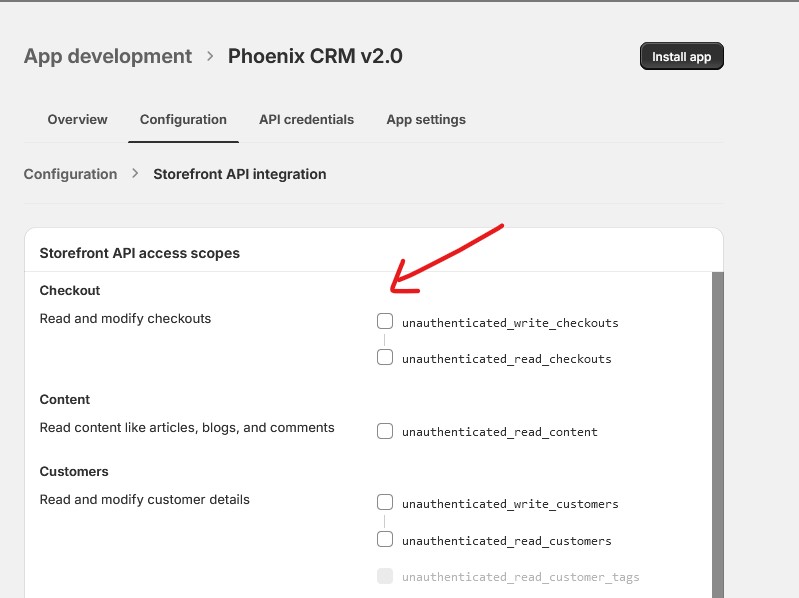 App development > Phoenix CRM v2.0
Install app
Overview Configuration API credentials App settings
Configuration > Storefront API integration
Storefront API access scopes
Checkout
Read and modify checkouts
unauthenticated_write_checkouts
unauthenticated_read_checkouts
Content
Read content like articles, blogs, and comments
unauthenticated_read_content
Customers
Read and modify customer details
unauthenticated_write_customers
unauthenticated_read_customers
unauthenticated_read_customer_tags